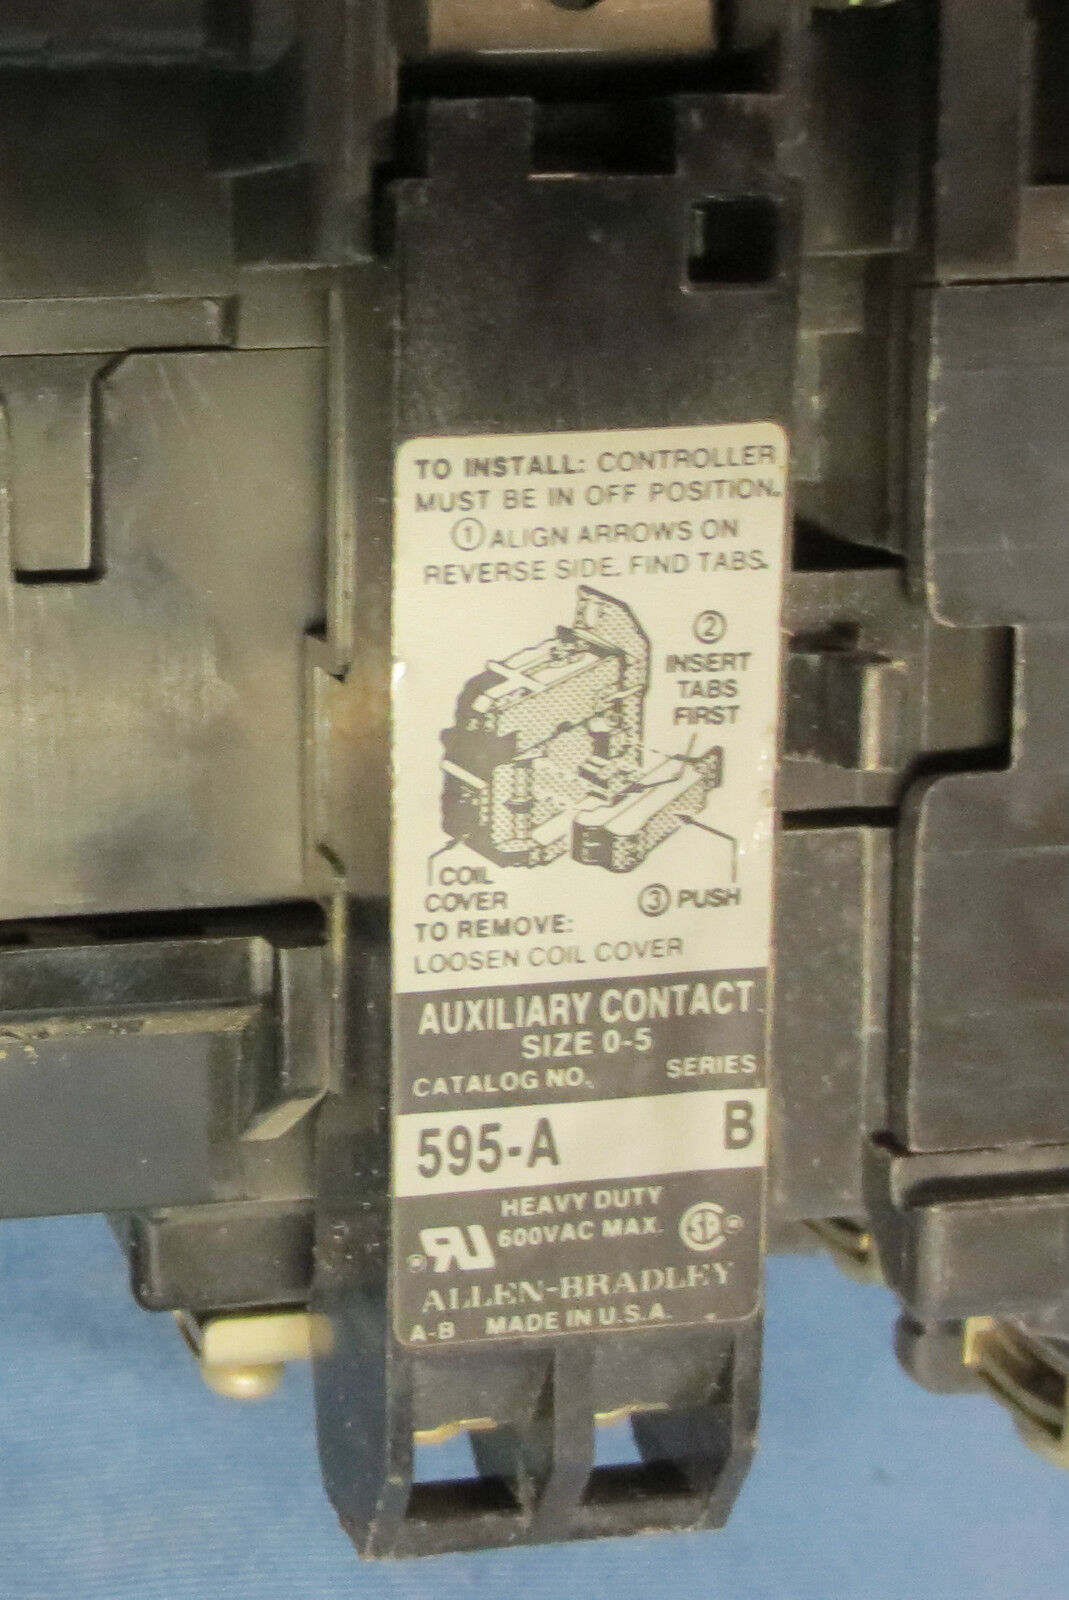 TO INSTALL: CONTROLLER
MUST BE IN OFF POSITION.
① ALIGN ARROWS ON
REVERSE SIDE. FIND TABS.
②
INSERT
TABS
FIRST
COIL
COVER
③ PUSH
TO REMOVE:
LOOSEN COIL COVER
AUXILIARY CONTACT
SIZE 0-5
CATALOG NO. SERIES
595-A B
HEAVY DUTY
600VAC MAX.
RU ®
SP ®
ALLEN-BRADLEY
A-B MADE IN U.S.A.